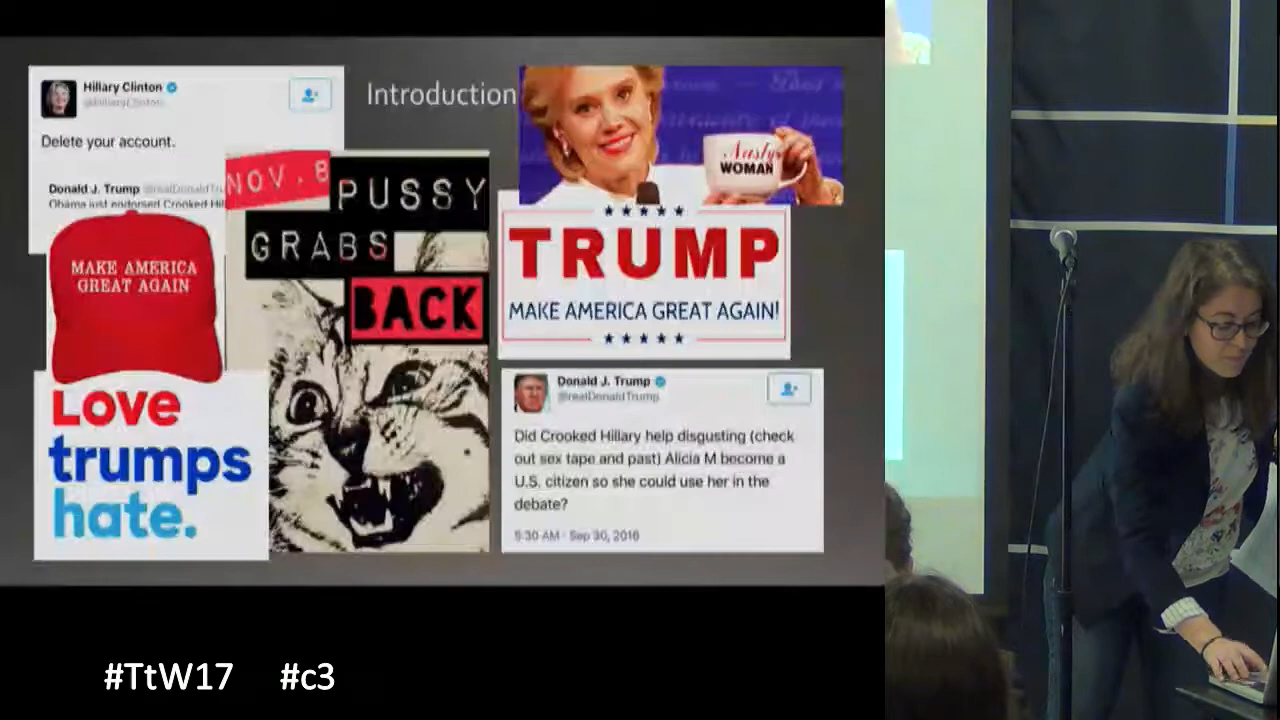 Introduction
Hillary Clinton
@HillaryClinton
Delete your account.
Donald J. Trump @realDonaldTru
Obama just endorsed Crooked Hil
NOV.8
PUSSY
GRABS
BACK
MAKE AMERICA
GREAT AGAIN
Love
trumps
hate.
Nasty
WOMAN
TRUMP
MAKE AMERICA GREAT AGAIN!
Donald J. Trump
@realDonaldTrump
Did Crooked Hillary help disgusting (check
out sex tape and past) Alicia M become a
U.S. citizen so she could use her in the
debate?
5:30 AM - Sep 30, 2016
#TtW17 #c3